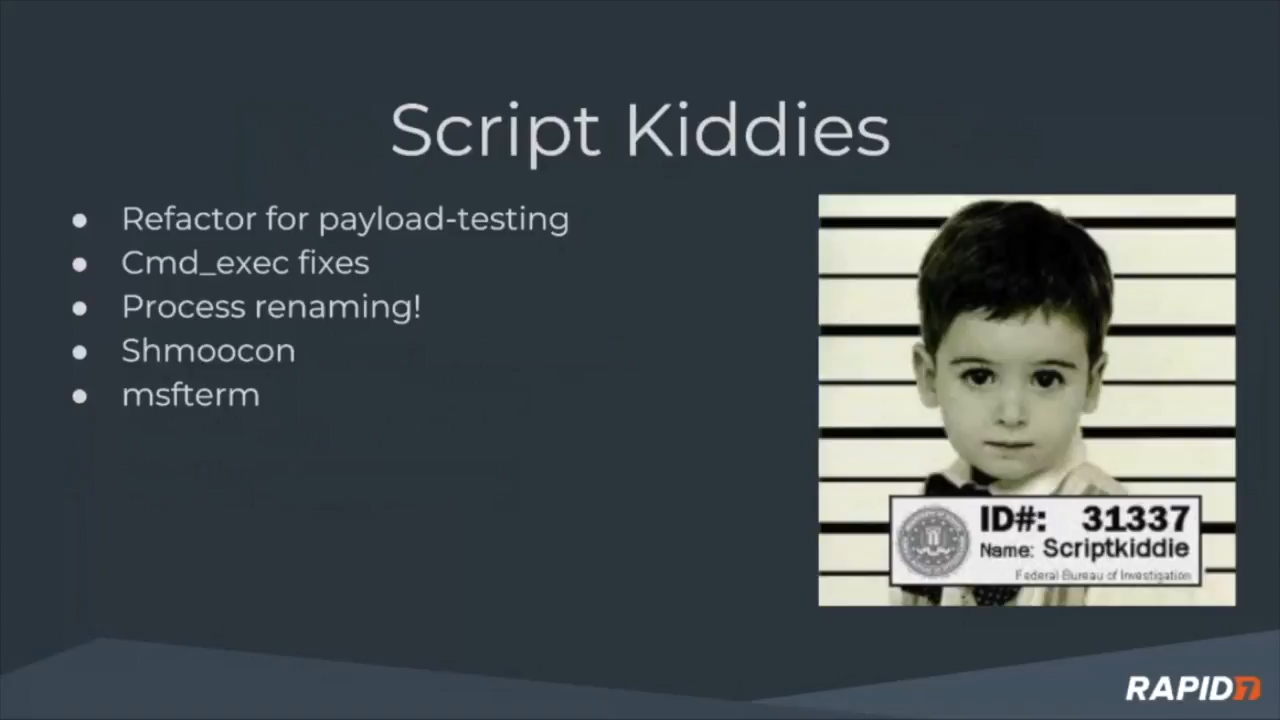 Script Kiddies
● Refactor for payload-testing
● Cmd_exec fixes
● Process renaming!
● Shmoocon
● msfterm
ID#: 31337
Name: Scriptkiddie
Federal Bureau of Investigation
RAPID7